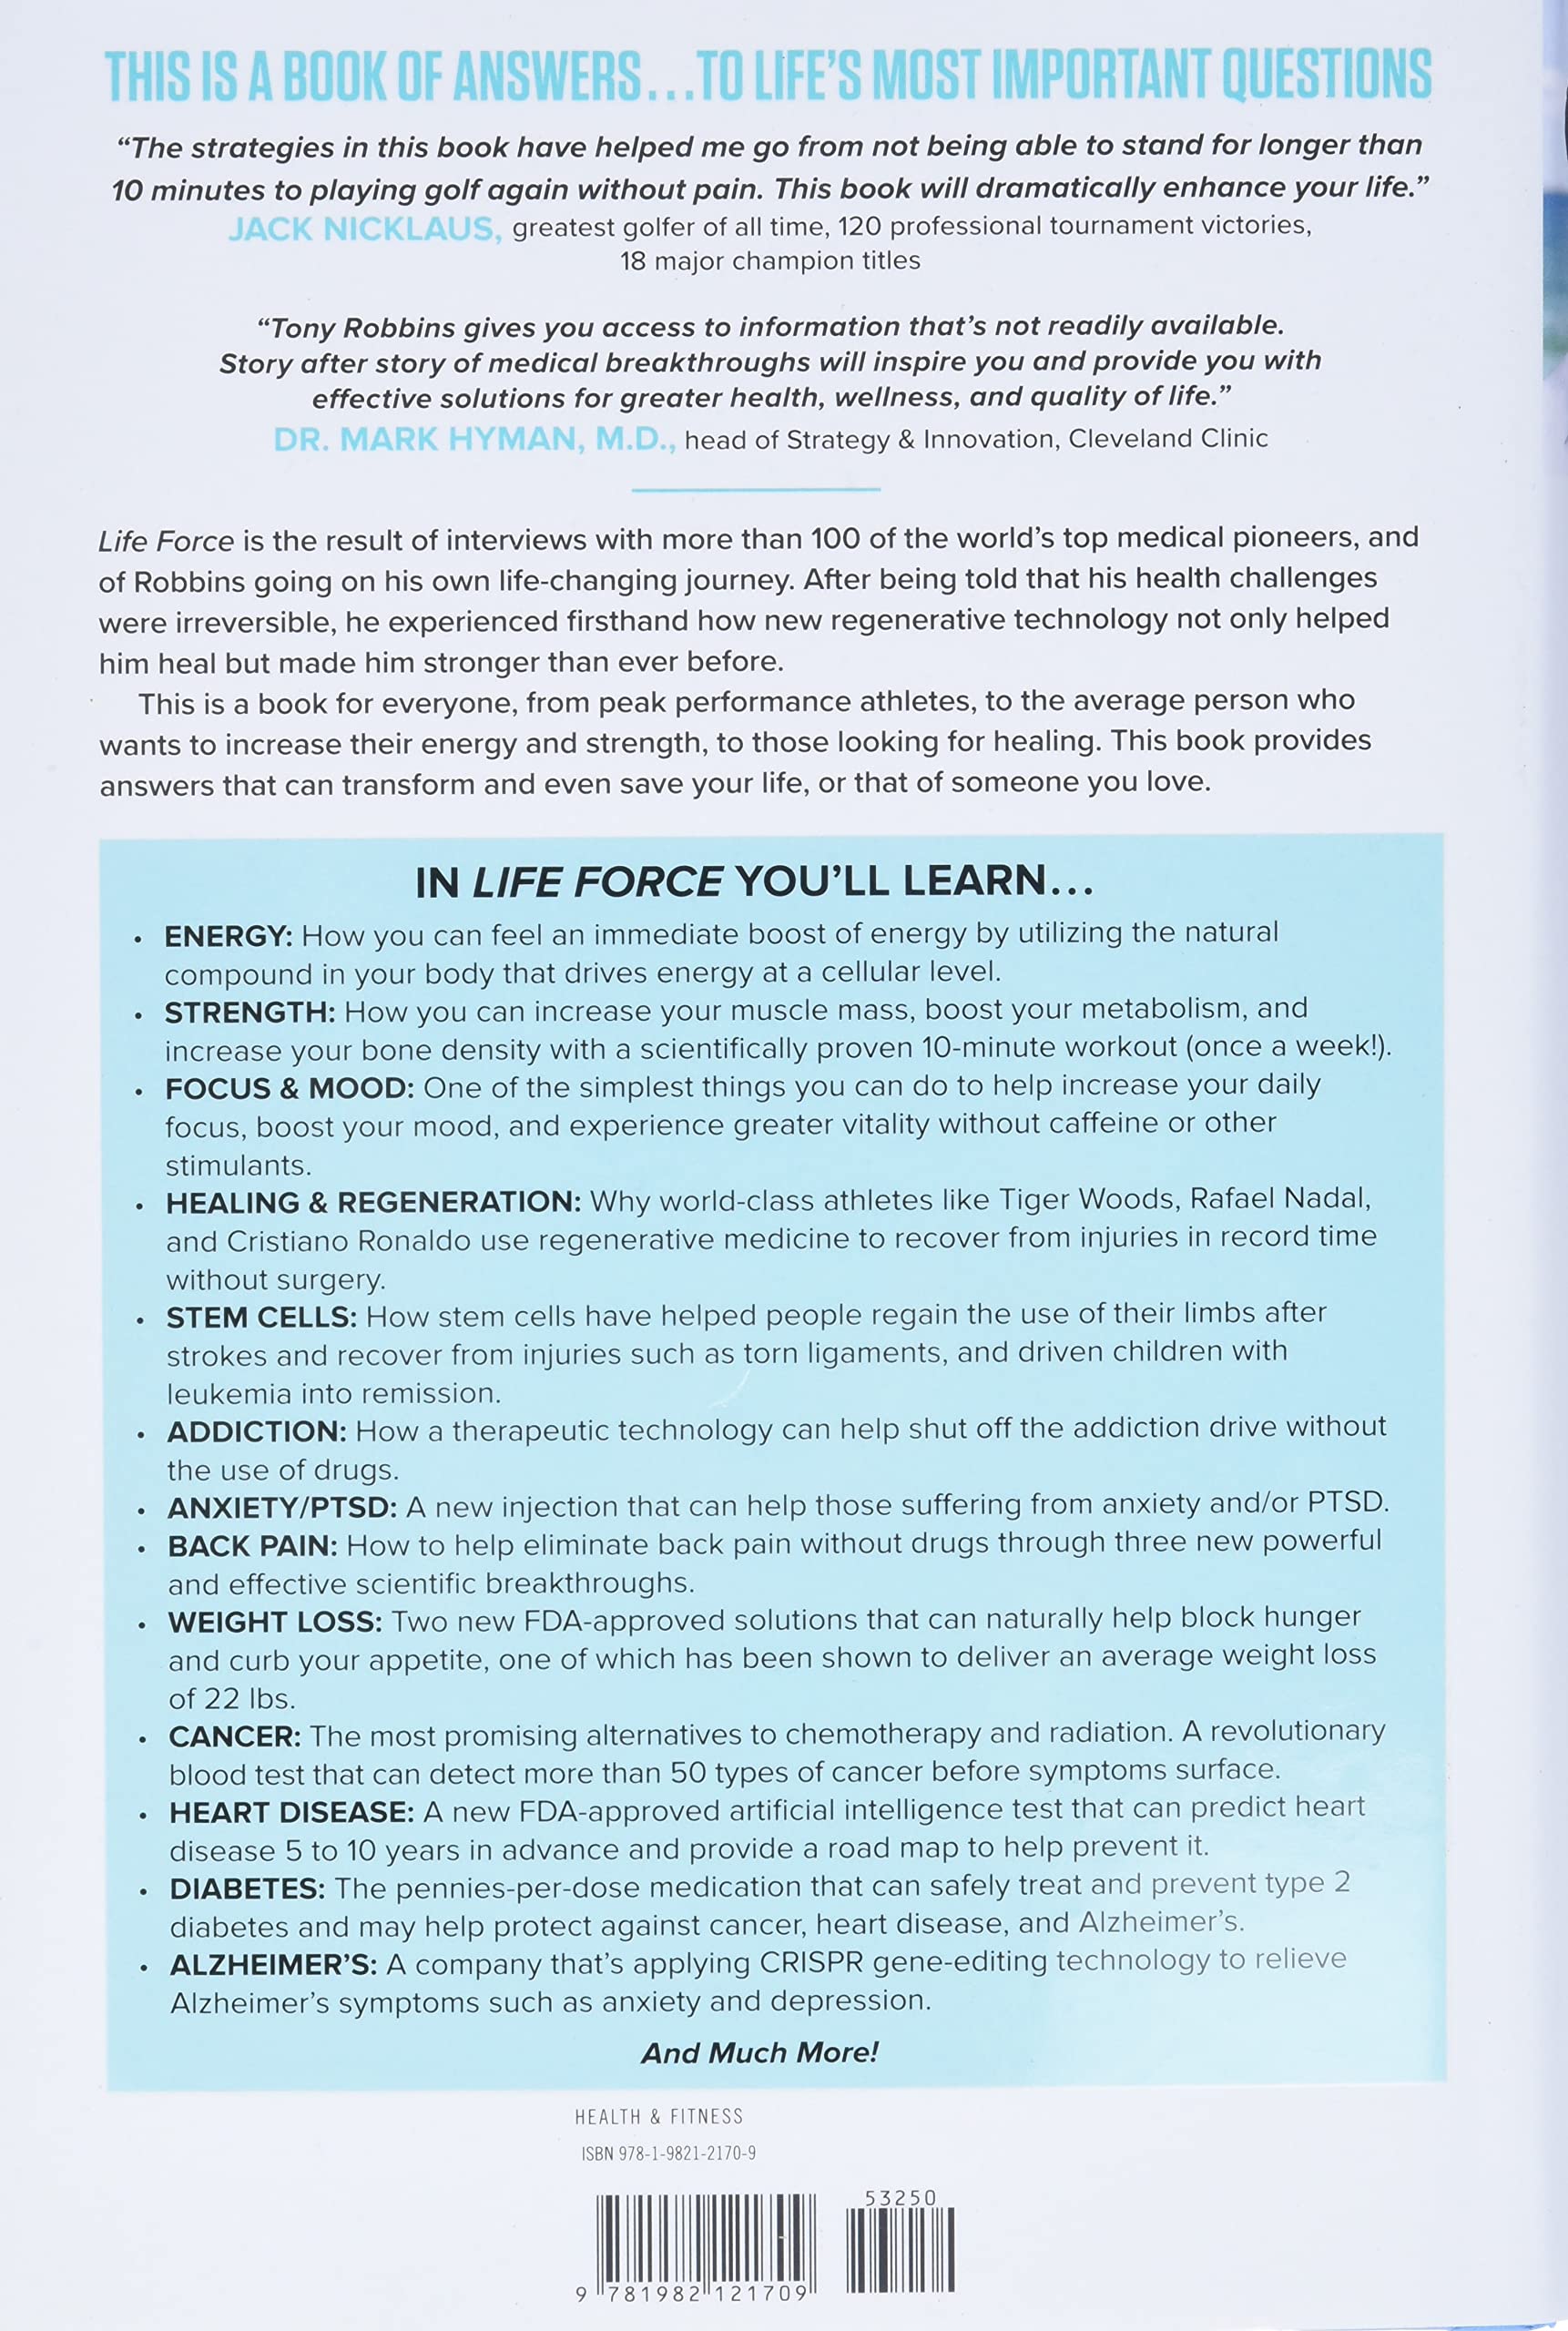 THIS IS A BOOK OF ANSWERS...TO LIFE'S MOST IMPORTANT QUESTIONS
“The strategies in this book have helped me go from not being able to stand for longer than
10 minutes to playing golf again without pain. This book will dramatically enhance your life.”
JACK NICKLAUS, greatest golfer of all time, 120 professional tournament victories,
18 major champion titles
“Tony Robbins gives you access to information that’s not readily available.
Story after story of medical breakthroughs will inspire you and provide you with
effective solutions for greater health, wellness, and quality of life.”
DR. MARK HYMAN, M.D., head of Strategy & Innovation, Cleveland Clinic
Life Force is the result of interviews with more than 100 of the world’s top medical pioneers, and
of Robbins going on his own life-changing journey. After being told that his health challenges
were irreversible, he experienced firsthand how new regenerative technology not only helped
him heal but made him stronger than ever before.
This is a book for everyone, from peak performance athletes, to the average person who
wants to increase their energy and strength, to those looking for healing. This book provides
answers that can transform and even save your life, or that of someone you love.
IN LIFE FORCE YOU’LL LEARN...
• ENERGY: How you can feel an immediate boost of energy by utilizing the natural
compound in your body that drives energy at a cellular level.
• STRENGTH: How you can increase your muscle mass, boost your metabolism, and
increase your bone density with a scientifically proven 10-minute workout (once a week!).
• FOCUS & MOOD: One of the simplest things you can do to help increase your daily
focus, boost your mood, and experience greater vitality without caffeine or other
stimulants.
• HEALING & REGENERATION: Why world-class athletes like Tiger Woods, Rafael Nadal,
and Cristiano Ronaldo use regenerative medicine to recover from injuries in record time
without surgery.
• STEM CELLS: How stem cells have helped people regain the use of their limbs after
strokes and recover from injuries such as torn ligaments, and driven children with
leukemia into remission.
• ADDICTION: How a therapeutic technology can help shut off the addiction drive without
the use of drugs.
• ANXIETY/PTSD: A new injection that can help those suffering from anxiety and/or PTSD.
• BACK PAIN: How to help eliminate back pain without drugs through three new powerful
and effective scientific breakthroughs.
• WEIGHT LOSS: Two new FDA-approved solutions that can naturally help block hunger
and curb your appetite, one of which has been shown to deliver an average weight loss
of 22 lbs.
• CANCER: The most promising alternatives to chemotherapy and radiation. A revolutionary
blood test that can detect more than 50 types of cancer before symptoms surface.
• HEART DISEASE: A new FDA-approved artificial intelligence test that can predict heart
disease 5 to 10 years in advance and provide a road map to help prevent it.
• DIABETES: The pennies-per-dose medication that can safely treat and prevent type 2
diabetes and may help protect against cancer, heart disease, and Alzheimer’s.
• ALZHEIMER’S: A company that’s applying CRISPR gene-editing technology to relieve
Alzheimer’s symptoms such as anxiety and depression.
And Much More!
HEALTH & FITNESS
ISBN 978-1-9821-2170-9
53250
9 781982 121709